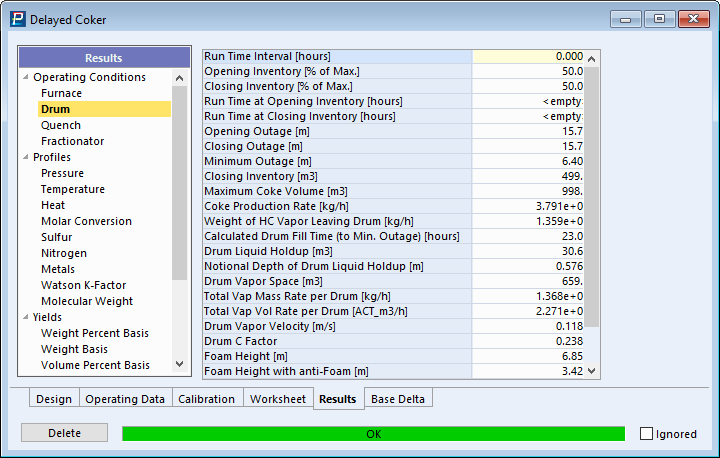 Delayed Coker
Results
Operating Conditions
Furnace
Drum
Quench
Fractionator
Profiles
Pressure
Temperature
Heat
Molar Conversion
Sulfur
Nitrogen
Metals
Watson K-Factor
Molecular Weight
Yields
Weight Percent Basis
Weight Basis
Volume Percent Basis
Run Time Interval [hours] 0.000
Opening Inventory [% of Max.] 50.0
Closing Inventory [% of Max.] 50.0
Run Time at Opening Inventory [hours] <empty>
Run Time at Closing Inventory [hours] <empty>
Opening Outage [m] 15.7
Closing Outage [m] 15.7
Minimum Outage [m] 6.40
Closing Inventory [m3] 499.
Maximum Coke Volume [m3] 998.
Coke Production Rate [kg/h] 3.791e+0
Weight of HC Vapor Leaving Drum [kg/h] 1.359e+0
Calculated Drum Fill Time (to Min. Outage) [hours] 23.0
Drum Liquid Holdup [m3] 30.6
Notional Depth of Drum Liquid Holdup [m] 0.576
Drum Vapor Space [m3] 659.
Total Vap Mass Rate per Drum [kg/h] 1.368e+0
Total Vap Vol Rate per Drum [ACT_m3/h] 2.271e+0
Drum Vapor Velocity [m/s] 0.118
Drum C Factor 0.238
Foam Height [m] 6.85
Foam Height with anti-Foam [m] 3.42
Design Operating Data Calibration Worksheet Results Base Delta
Delete OK Ignored